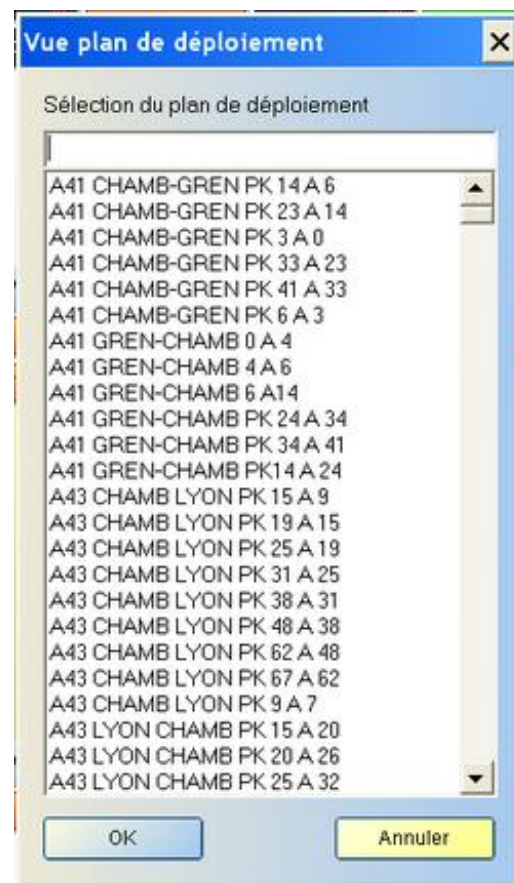 Vue plan de déploiement
Sélection du plan de déploiement
A41 CHAMB-GREN PK 14 A 6
A41 CHAMB-GREN PK 23 A 14
A41 CHAMB-GREN PK 3 A 0
A41 CHAMB-GREN PK 33 A 23
A41 CHAMB-GREN PK 41 A 33
A41 CHAMB-GREN PK 6 A 3
A41 GREN-CHAMB 0 A 4
A41 GREN-CHAMB 4 A 6
A41 GREN-CHAMB 6 A14
A41 GREN-CHAMB PK 24 A 34
A41 GREN-CHAMB PK 34 A 41
A41 GREN-CHAMB PK14 A 24
A43 CHAMB LYON PK 15 A 9
A43 CHAMB LYON PK 19 A 15
A43 CHAMB LYON PK 25 A 19
A43 CHAMB LYON PK 31 A 25
A43 CHAMB LYON PK 38 A 31
A43 CHAMB LYON PK 48 A 38
A43 CHAMB LYON PK 62 A 48
A43 CHAMB LYON PK 67 A 62
A43 CHAMB LYON PK 9 A 7
A43 LYON CHAMB PK 15 A 20
A43 LYON CHAMB PK 20 A 26
A43 LYON CHAMB PK 25 A 32
OK Annuler